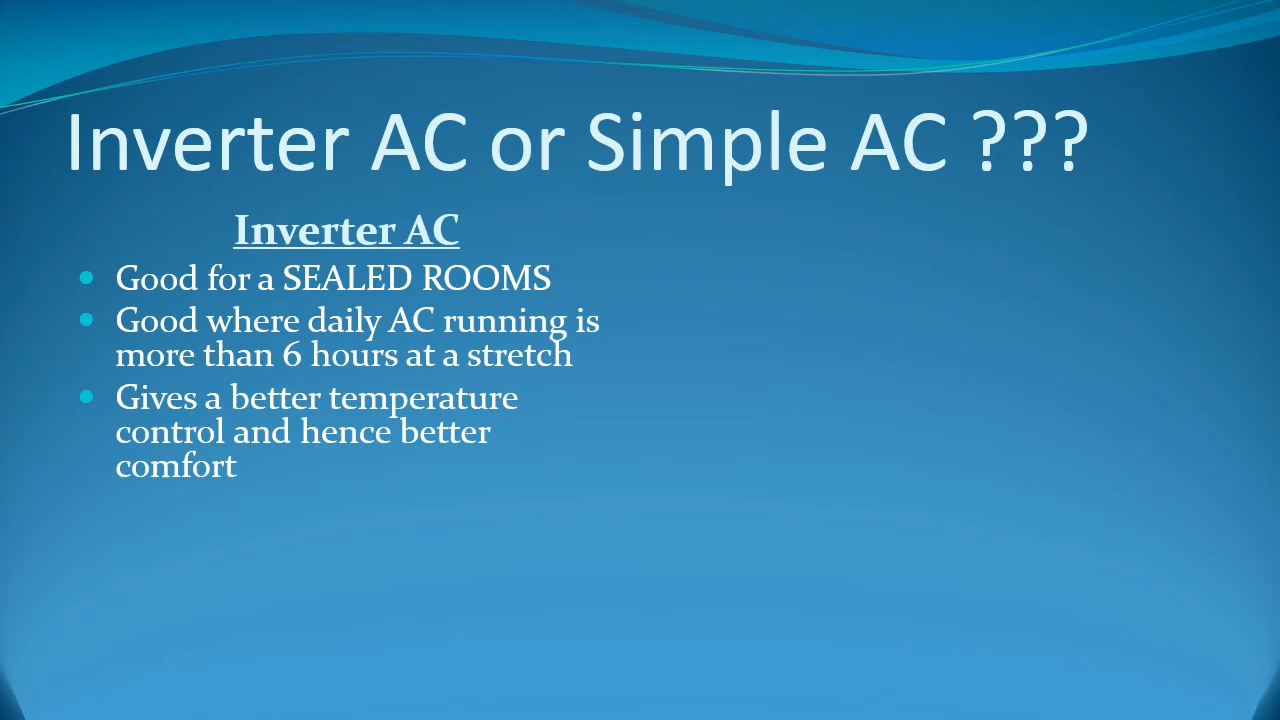 Inverter AC or Simple AC ???
Inverter AC
Good for a SEALED ROOMS
Good where daily AC running is
more than 6 hours at a stretch
Gives a better temperature
control and hence better
comfort